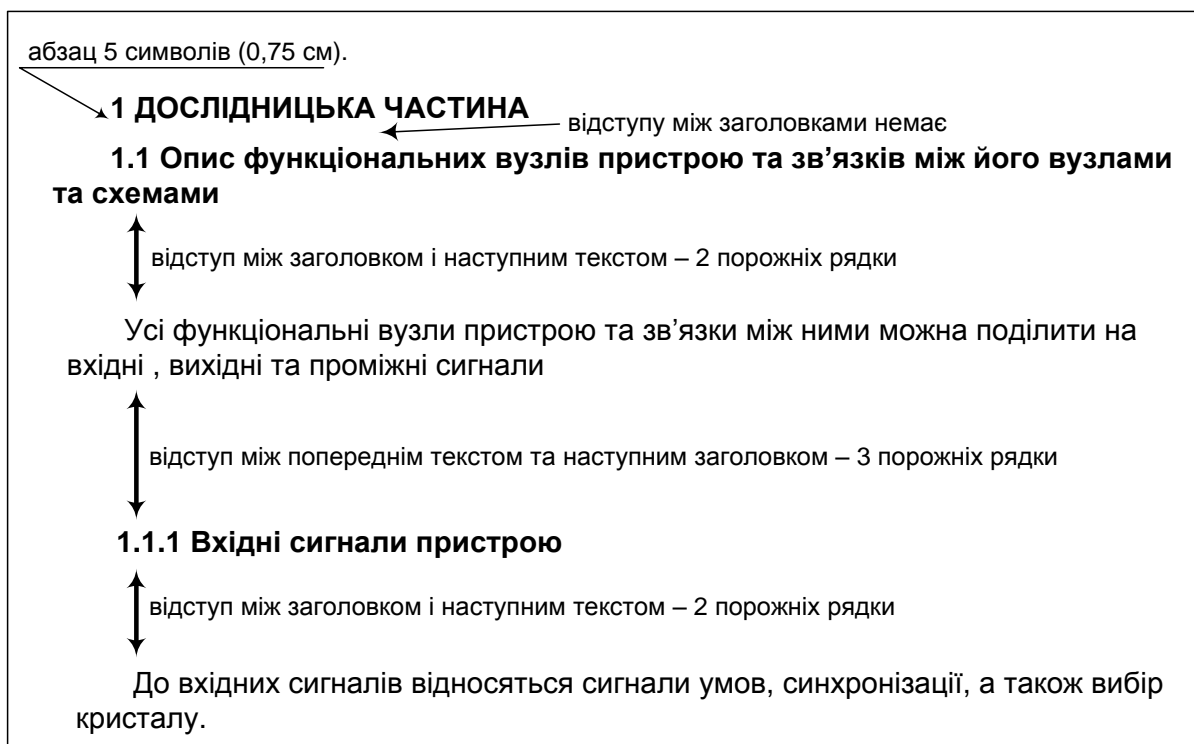 абзац 5 символів (0,75 см).
1 ДОСЛІДНИЦЬКА ЧАСТИНА
відступу між заголовками немає
1.1 Опис функціональних вузлів пристрою та зв’язків між його вузлами
та схемами
відступ між заголовком і наступним текстом – 2 порожніх рядки
Усі функціональні вузли пристрою та зв’язки між ними можна поділити на
вхідні , вихідні та проміжні сигнали
відступ між попереднім текстом та наступним заголовком – 3 порожніх рядки
1.1.1 Вхідні сигнали пристрою
відступ між заголовком і наступним текстом – 2 порожніх рядки
До вхідних сигналів відносяться сигнали умов, синхронізації, а також вибір
кристалу.